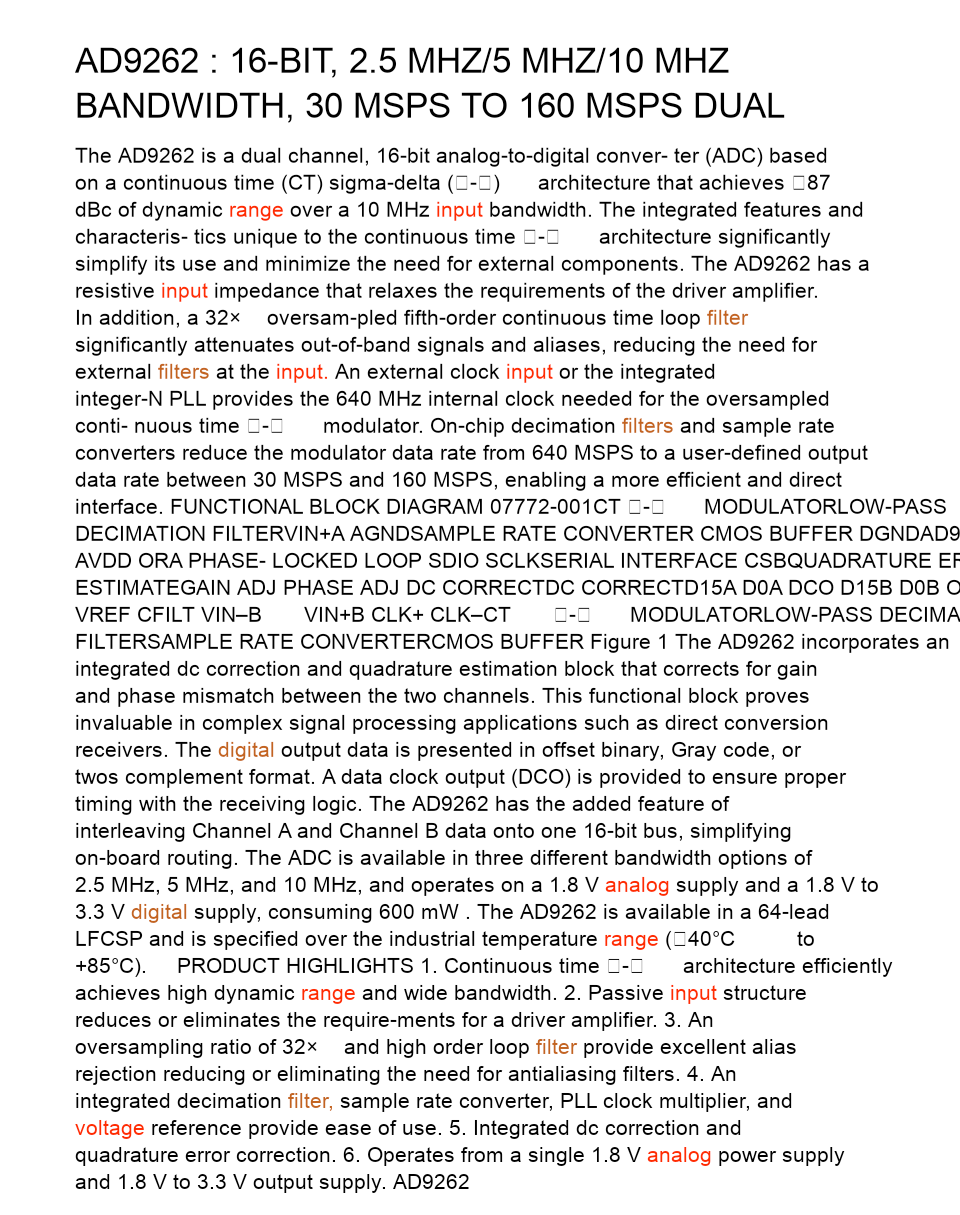 AD9262 : 16-BIT, 2.5 MHZ/5 MHZ/10 MHZ
BANDWIDTH, 30 MSPS TO 160 MSPS DUAL
The AD9262 is a dual channel, 16-bit analog-to-digital conver- ter (ADC) based
on a continuous time (CT) sigma-delta (□-□) architecture that achieves □87
dBc of dynamic range over a 10 MHz input bandwidth. The integrated features and
characteris- tics unique to the continuous time □-□ architecture significantly
simplify its use and minimize the need for external components. The AD9262 has a
resistive input impedance that relaxes the requirements of the driver amplifier.
In addition, a 32× oversam-pled fifth-order continuous time loop filter
significantly attenuates out-of-band signals and aliases, reducing the need for
external filters at the input. An external clock input or the integrated
integer-N PLL provides the 640 MHz internal clock needed for the oversampled
conti- nuous time □-□ modulator. On-chip decimation filters and sample rate
converters reduce the modulator data rate from 640 MSPS to a user-defined output
data rate between 30 MSPS and 160 MSPS, enabling a more efficient and direct
interface. FUNCTIONAL BLOCK DIAGRAM 07772-001CT □-□ MODULATORLOW-PASS
DECIMATION FILTERVIN+A AGNDSAMPLE RATE CONVERTER CMOS BUFFER DGNDAD9
AVDD ORA PHASE- LOCKED LOOP SDIO SCLKSERIAL INTERFACE CSBQUADRATURE ER
ESTIMATEGAIN ADJ PHASE ADJ DC CORRECTDC CORRECTD15A D0A DCO D15B D0B O
VREF CFILT VIN–B VIN+B CLK+ CLK–CT □-□ MODULATORLOW-PASS DECIMA
FILTERSAMPLE RATE CONVERTERCMOS BUFFER Figure 1 The AD9262 incorporates an
integrated dc correction and quadrature estimation block that corrects for gain
and phase mismatch between the two channels. This functional block proves
invaluable in complex signal processing applications such as direct conversion
receivers. The digital output data is presented in offset binary, Gray code, or
twos complement format. A data clock output (DCO) is provided to ensure proper
timing with the receiving logic. The AD9262 has the added feature of
interleaving Channel A and Channel B data onto one 16-bit bus, simplifying
on-board routing. The ADC is available in three different bandwidth options of
2.5 MHz, 5 MHz, and 10 MHz, and operates on a 1.8 V analog supply and a 1.8 V to
3.3 V digital supply, consuming 600 mW . The AD9262 is available in a 64-lead
LFCSP and is specified over the industrial temperature range (□40°C to
+85°C). PRODUCT HIGHLIGHTS 1. Continuous time □-□ architecture efficiently
achieves high dynamic range and wide bandwidth. 2. Passive input structure
reduces or eliminates the require-ments for a driver amplifier. 3. An
oversampling ratio of 32× and high order loop filter provide excellent alias
rejection reducing or eliminating the need for antialiasing filters. 4. An
integrated decimation filter, sample rate converter, PLL clock multiplier, and
voltage reference provide ease of use. 5. Integrated dc correction and
quadrature error correction. 6. Operates from a single 1.8 V analog power supply
and 1.8 V to 3.3 V output supply. AD9262